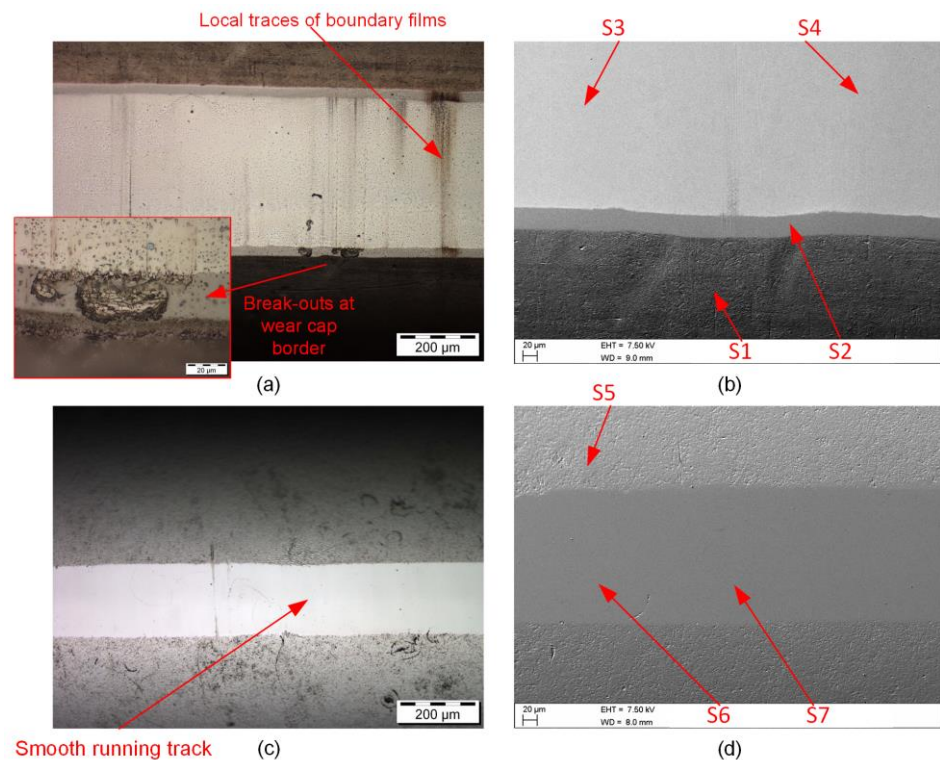 Local traces of boundary films
S3
S4
Break-outs at
wear cap
border
20 µm
200 µm
(a)
20 µm
EHT = 7.50 kV
WD = 9.0 mm
S1
S2
(b)
S5
200 µm
Smooth running track
(c)
20 µm
EHT = 7.50 kV
WD = 8.0 mm
S6
S7
(d)